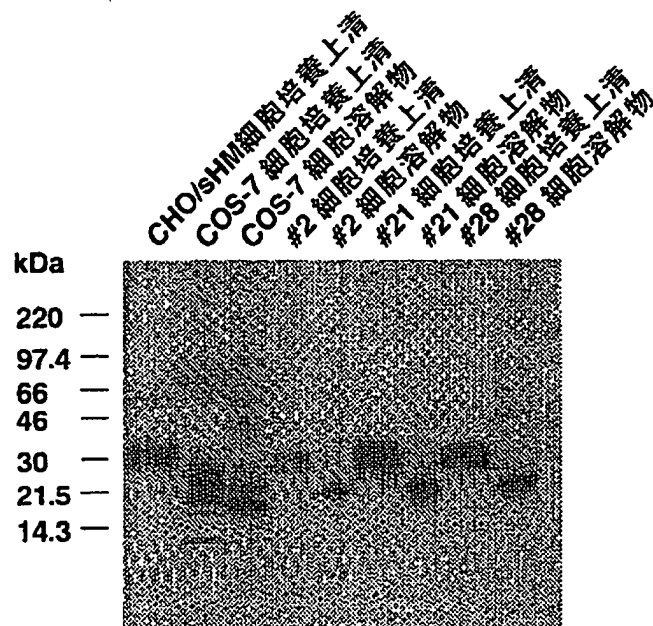 CHO/sHM細胞培養上清
COS-7 細胞培養上清
COS-7 細胞溶解物
#2 細胞培養上清
#2 細胞溶解物
#21 細胞培養上清
#21 細胞溶解物
#28 細胞培養上清
#28 細胞溶解物
kDa
220
97.4
66
46
30
21.5
14.3